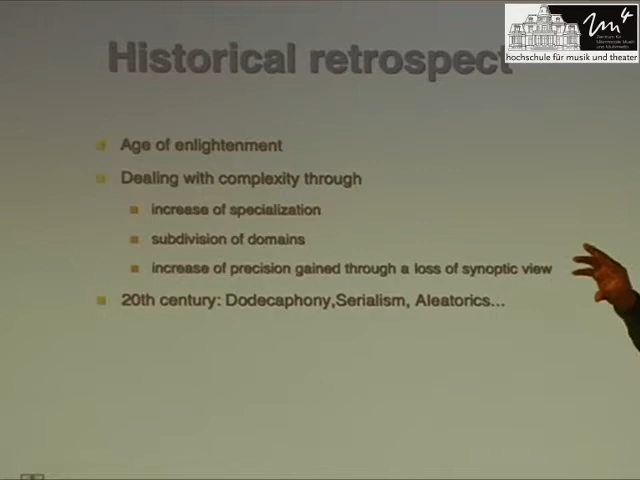 Historical retrospect
hochschule für musik und theater
Age of enlightenment
Dealing with complexity through
increase of specialization
subdivision of domains
increase of precision gained through a loss of synoptic view
20th century: Dodecaphony,Serialism, Aleatorics...